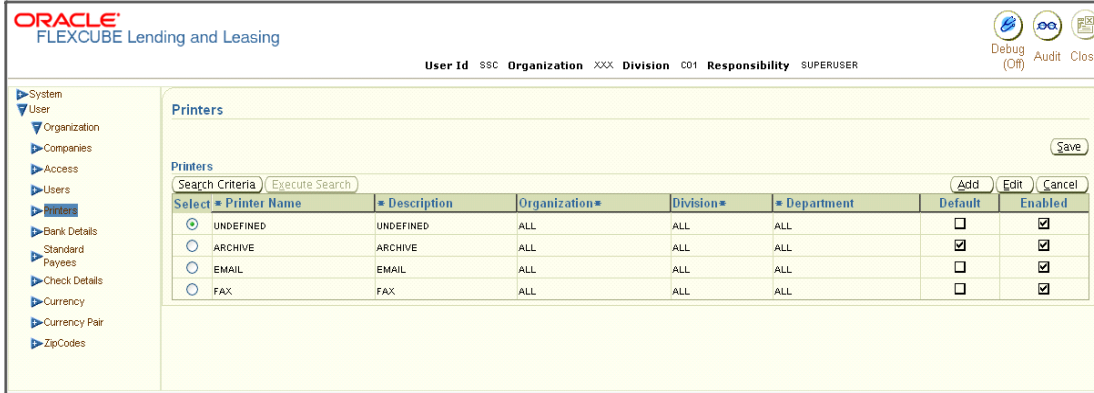 ORACLE
FLEXCUBE Lending and Leasing
Debug
(Off)
Audit
Clos
User Id SSC Organization XXX Division C01 Responsibility SUPERUSER
System
User
Organization
Companies
Access
Users
Printers
Bank Details
Standard
Payees
Check Details
Currency
Currency Pair
ZipCodes
Printers
Save
Printers
Search Criteria Execute Search Add Edit Cancel
Select * Printer Name * Description Organization* Division* * Department Default Enabled
UNDEFINED UNDEFINED ALL ALL ALL
ARCHIVE ARCHIVE ALL ALL ALL
EMAIL EMAIL ALL ALL ALL
FAX FAX ALL ALL ALL